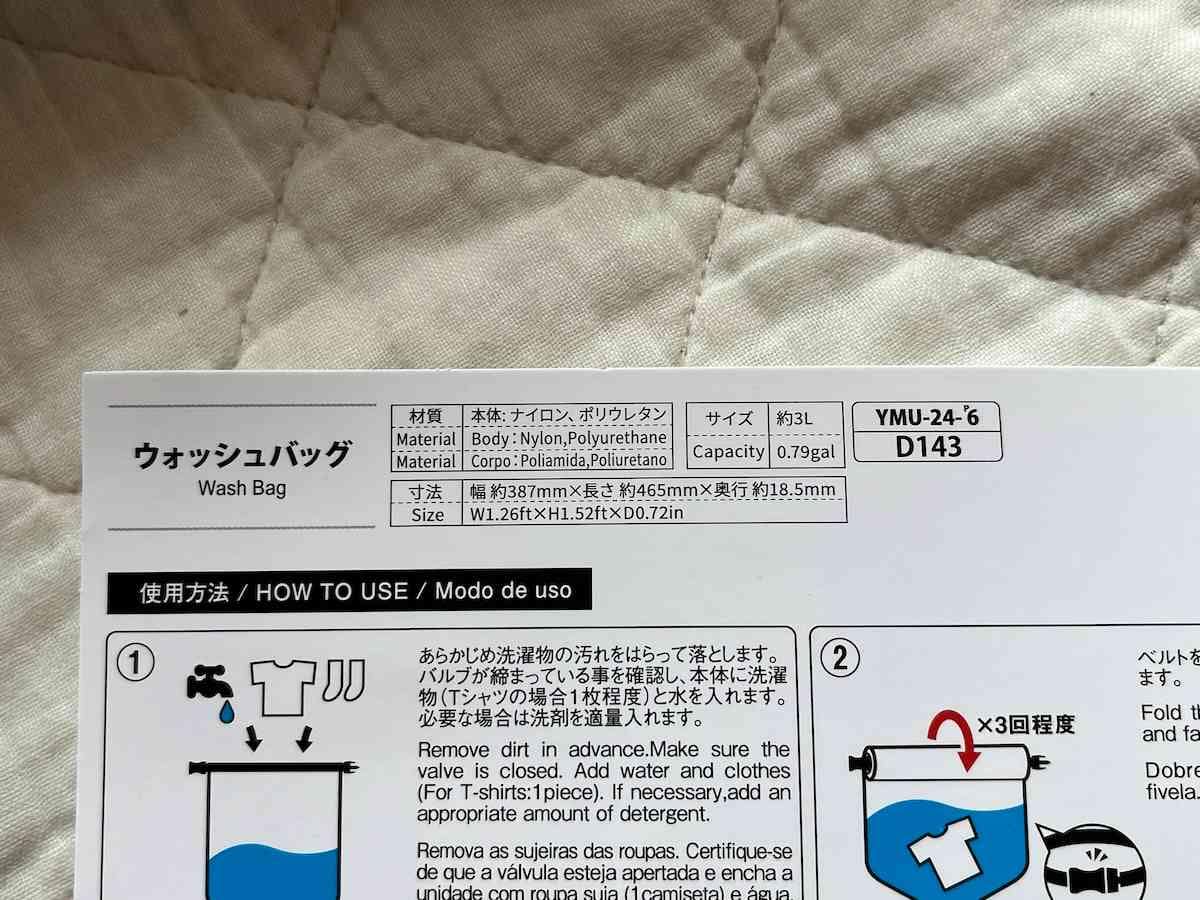 ウォッシュバッグ
Wash Bag
材質 本体: ナイロン、ポリウレタン
Material Body : Nylon,Polyurethane
Material Corpo : Poliamida,Poliuretano
サイズ 約3L
Capacity 0.79gal
YMU-24-P6
D143
寸法 幅 約387mm×長さ 約465mm×奥行 約18.5mm
Size W1.26ft×H1.52ft×D0.72in
使用方法 / HOW TO USE / Modo de uso
①
あらかじめ洗濯物の汚れをはらって落とします。
バルブが締まっている事を確認し、本体に洗濯
物(Tシャツの場合1枚程度)と水を入れます。
必要な場合は洗剤を適量入れます。
Remove dirt in advance.Make sure the
valve is closed. Add water and clothes
(For T-shirts:1piece). If necessary,add an
appropriate amount of detergent.
Remova as sujeiras das roupas. Certifique-se
de que a válvula esteja apertada e encha a
unidade com roupa suja (1camiseta) e água.
②
×3回程度
ベルトを
ます。
Fold th
and fa
Dobre
fivela.